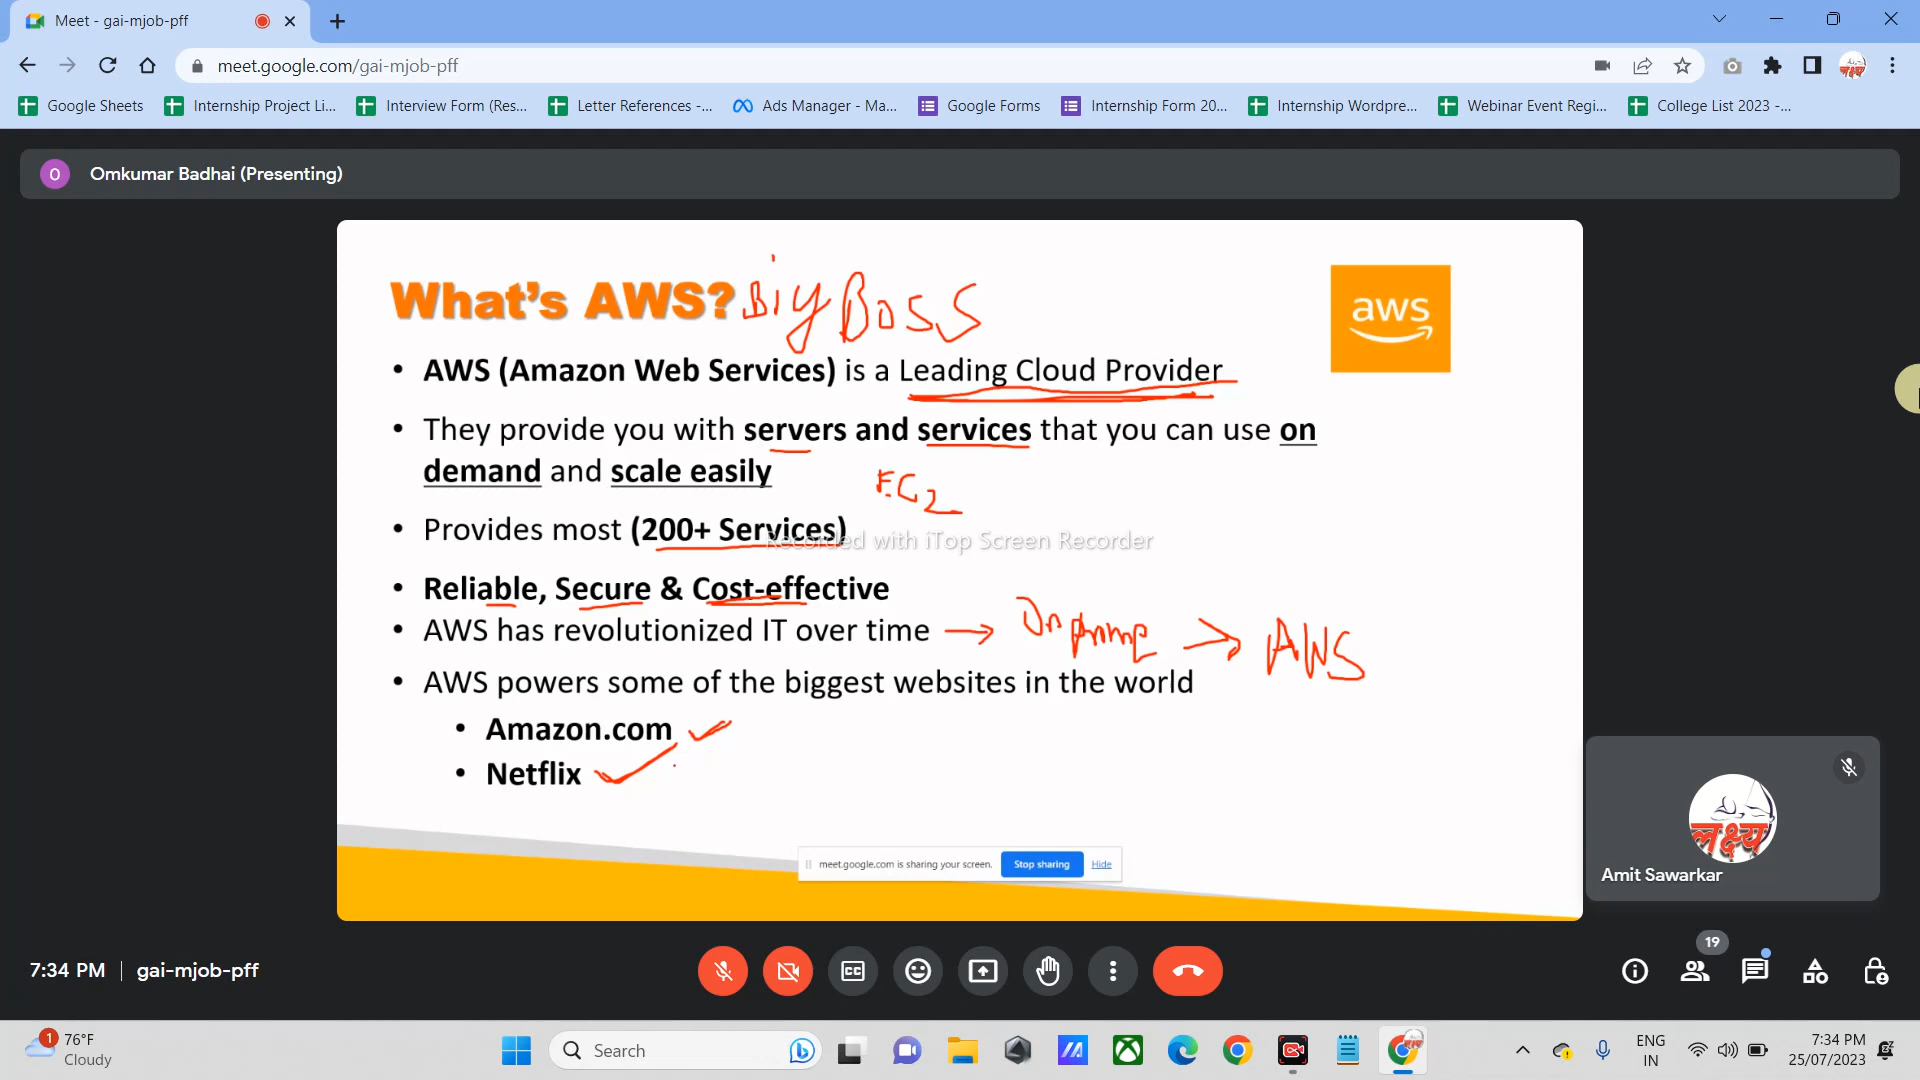 Meet - gai-mjob-pff
meet.google.com/gai-mjob-pff
Google Sheets Internship Project Li... Interview Form (Res... Letter References -... Ads Manager - Ma... Google Forms Internship Form 20... Internship Wordpre... Webinar Event Regi... College List 2023 -...
O Omkumar Badhai (Presenting)
What's AWS? Big Boss
aws
• AWS (Amazon Web Services) is a Leading Cloud Provider
• They provide you with servers and services that you can use on
demand and scale easily
EC2
• Provides most (200+ Services)
Recorded with iTop Screen Recorder
• Reliable, Secure & Cost-effective
• AWS has revolutionized IT over time → On → AWS
• AWS powers some of the biggest websites in the world
• Amazon.com
• Netflix
लक्ष्य
Amit Sawarkar
meet.google.com is sharing your screen. Stop sharing Hide
7:34 PM | gai-mjob-pff
CC
19
1 76°F
Cloudy
Search
ENG
IN
7:34 PM
25/07/2023